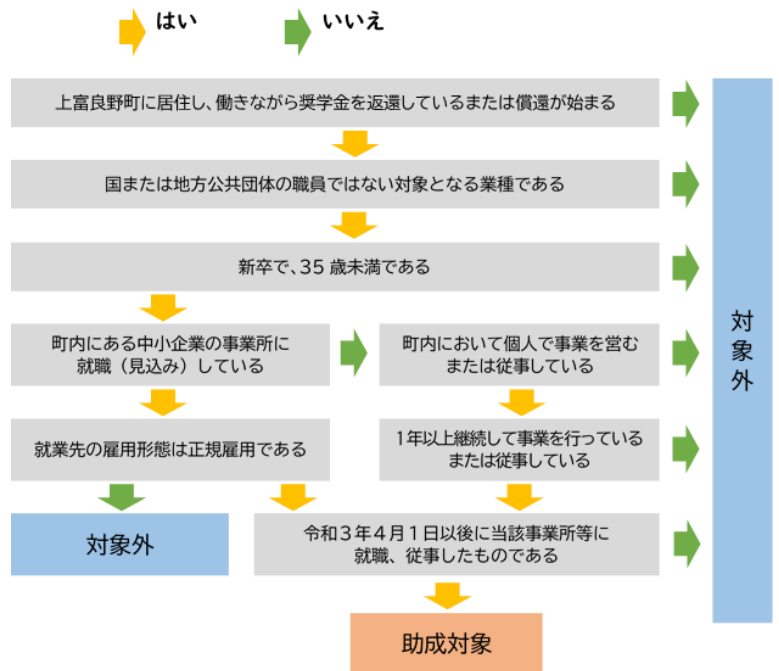 はい
いいえ
上富良野町に居住し、働きながら奨学金を返還しているまたは償還が始まる
国または地方公共団体の職員ではない対象となる業種である
新卒で、35 歳未満である
町内にある中小企業の事業所に
就職（見込み）している
町内において個人で事業を営む
または従事している
就業先の雇用形態は正規雇用である
1年以上継続して事業を行っている
または従事している
対象外
令和3年4月1日以後に当該事業所等に
就職、従事したものである
助成対象
対象外